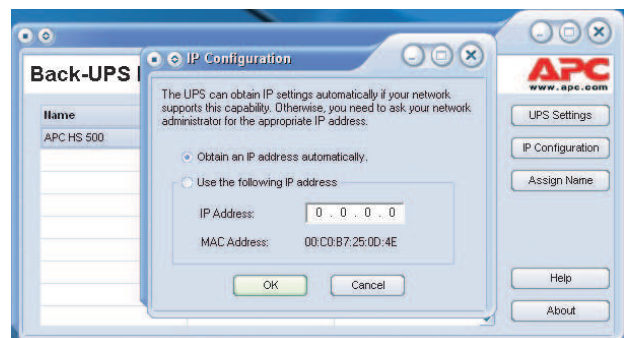 IP Configuration
Back-UPS
APC
www.apc.com
Name
APC HS 500
The UPS can obtain IP settings automatically if your network
supports this capability. Otherwise, you need to ask your network
administrator for the appropriate IP address.
Obtain an IP address automatically.
Use the following IP address
IP Address:
0 . 0 . 0 . 0
MAC Address:
00:C0:B7:25:0D:4E
OK
Cancel
UPS Settings
IP Configuration
Assign Name
Help
About